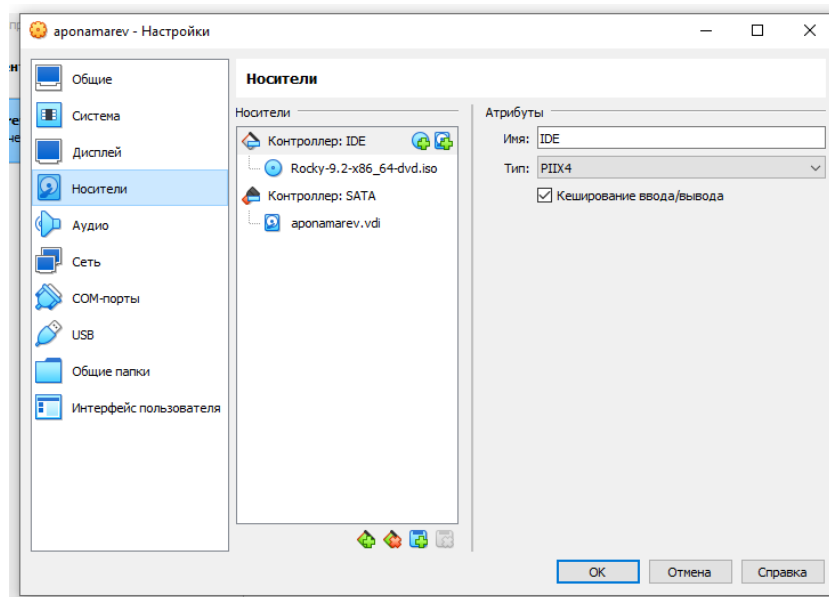 aponamarev - Настройки
Общие
Система
Дисплей
Носители
Аудио
Сеть
COM-порты
USB
Общие папки
Интерфейс пользователя
Носители
Носители
Контроллер: IDE
Rocky-9.2-x86_64-dvd.iso
Контроллер: SATA
aponamarev.vdi
Атрибуты
Имя: IDE
Тип: PIIX4
Кеширование ввода/вывода
OK Отмена Справка